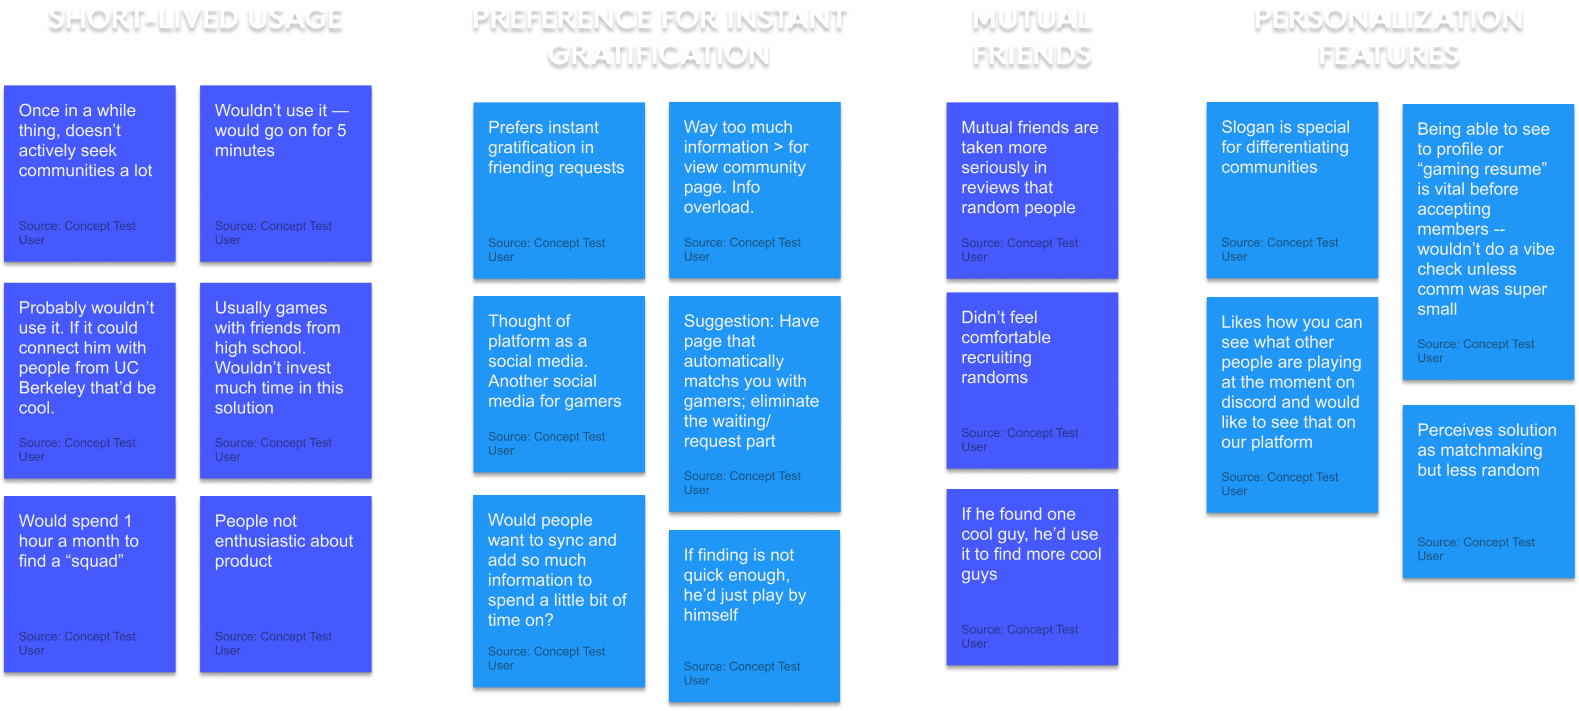 SHORT-LIVED USAGE
Once in a while
thing, doesn't
actively seek
communities a lot
Source: Concept Test
User
Wouldn't use it —
would go on for 5
minutes
Source: Concept Test
User
Probably wouldn't
use it. If it could
connect him with
people from UC
Berkeley that'd be
cool.
Source: Concept Test
User
Usually games
with friends from
high school.
Wouldn't invest
much time in this
solution
Source: Concept Test
User
Would spend 1
hour a month to
find a “squad”
Source: Concept Test
User
People not
enthusiastic about
product
Source: Concept Test
User
PREFERENCE FOR INSTANT
GRATIFICATION
Prefers instant
gratification in
friending requests
Source: Concept Test
User
Way too much
information > for
view community
page. Info
overload.
Source: Concept Test
User
Thought of
platform as a
social media.
Another social
media for gamers
Source: Concept Test
User
Suggestion: Have
page that
automatically
matchs you with
gamers; eliminate
the waiting/
request part
Source: Concept Test
User
Would people
want to sync and
add so much
information to
spend a little bit of
time on?
Source: Concept Test
User
If finding is not
quick enough,
he'd just play by
himself
Source: Concept Test
User
MUTUAL
FRIENDS
Mutual friends are
taken more
seriously in
reviews that
random people
Source: Concept Test
User
Didn't feel
comfortable
recruiting
randoms
Source: Concept Test
User
If he found one
cool guy, he'd use
it to find more cool
guys
Source: Concept Test
User
PERSONALIZATION
FEATURES
Slogan is special
for differentiating
communities
Source: Concept Test
User
Being able to see
to profile or
“gaming resume”
is vital before
accepting
members --
wouldn't do a vibe
check unless
comm was super
small
Source: Concept Test
User
Likes how you can
see what other
people are playing
at the moment on
discord and would
like to see that on
our platform
Source: Concept Test
User
Perceives solution
as matchmaking
but less random
Source: Concept Test
User